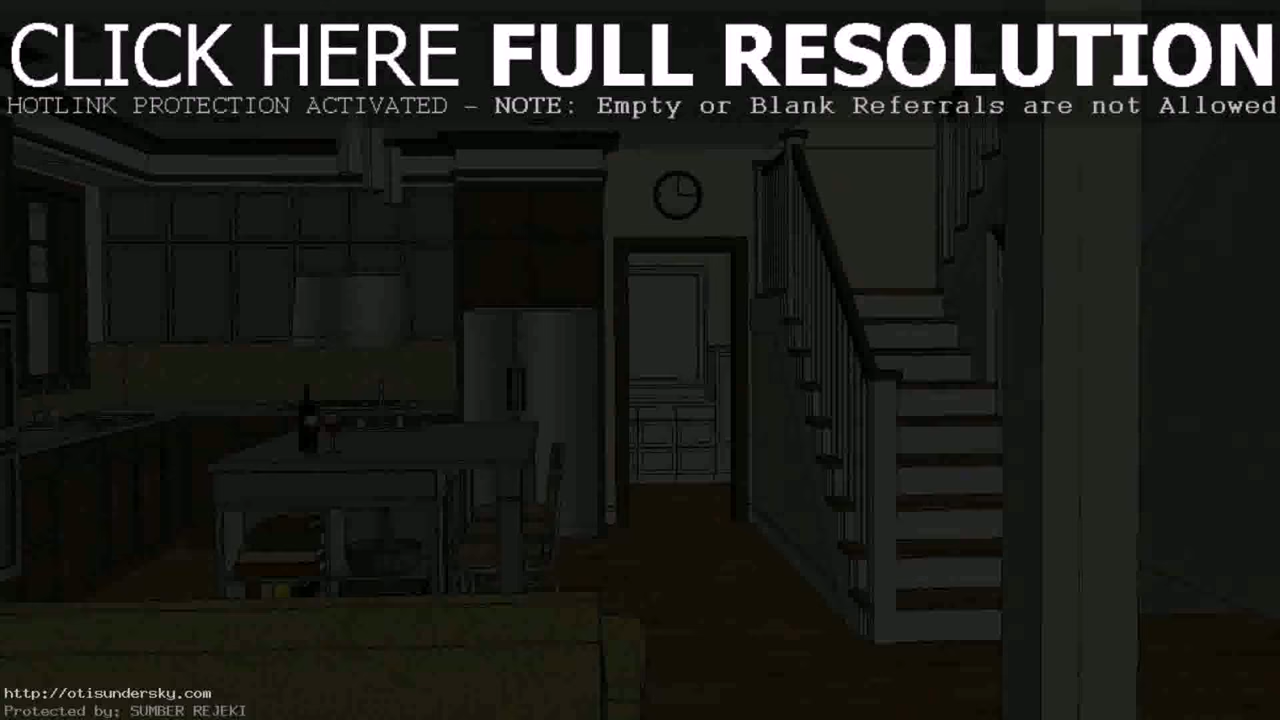 CLICK HERE FULL RESOLUTION
HOTLINK PROTECTION ACTIVATED - NOTE: Empty or Blank Referrals are not Allowed
http://otisundersky.com
Protected by: SUMBER REJEKI